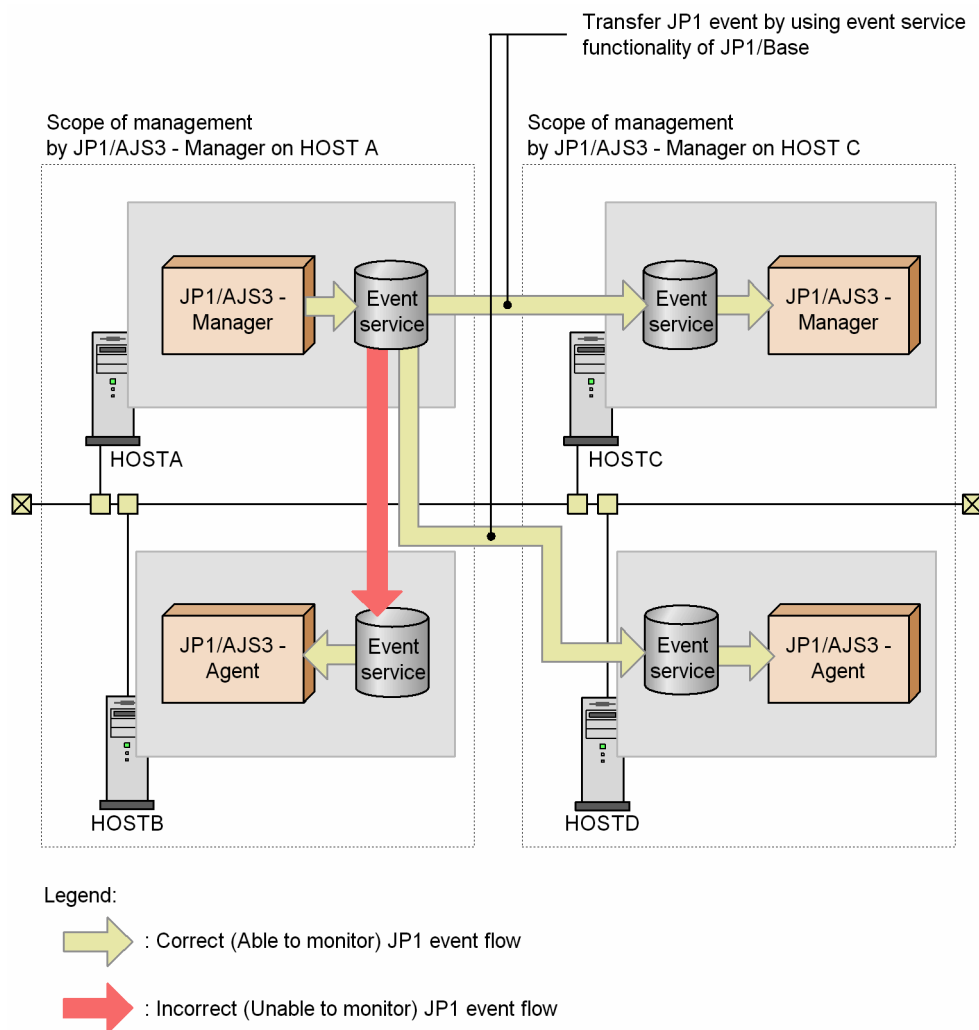 Transfer JP1 event by using event service
functionality of JP1/Base
Scope of management
by JP1/AJS3 - Manager on HOST A
Scope of management
by JP1/AJS3 - Manager on HOST C
JP1/AJS3 -
Manager
Event
service
Event
service
JP1/AJS3 -
Manager
HOSTA
HOSTC
JP1/AJS3 -
Agent
Event
service
Event
service
JP1/AJS3 -
Agent
HOSTB
HOSTD
Legend:
: Correct (Able to monitor) JP1 event flow
: Incorrect (Unable to monitor) JP1 event flow